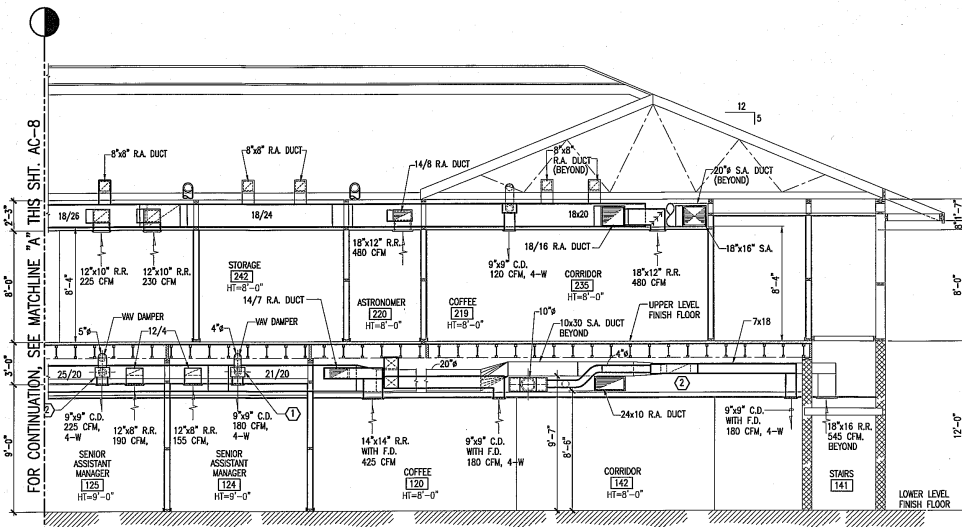 FOR CONTINUATION, SEE MATCHLINE "A" THIS SHT. AC-8
12
5
8"x8" R.A. DUCT
8"x8" R.A. DUCT
14/8 R.A. DUCT
8"x8"
R.A. DUCT
(BEYOND)
20"ø S.A. DUCT
(BEYOND)
2'-3"
18/26
18/24
18x20
8'11"-7"
18/16 R.A. DUCT
18"x16" S.A.
12"x10" R.R.
225 CFM
12"x10" R.R.
230 CFM
18"x12" R.R.
480 CFM
9"x9" C.D.
120 CFM, 4-W
18"x12" R.R.
480 CFM
8'-0"
8'-4"
STORAGE
242
HT=8'-0"
CORRIDOR
235
HT=8'-0"
8'-4"
8'-0"
14/7 R.A. DUCT
ASTRONOMER
220
HT=8'-0"
COFFEE
219
HT=8'-0"
UPPER LEVEL
FINISH FLOOR
VAV DAMPER
VAV DAMPER
10"ø
10x30 S.A. DUCT
BEYOND
7x18
5"ø
12/4
4"ø
4"ø
3'-0"
25/20
21/20
20"ø
2
2
1
24x10 R.A. DUCT
9"x9" C.D.
225 CFM,
4-W
12"x8" R.R.
190 CFM,
12"x8" R.R.
155 CFM,
9"x9" C.D.
180 CFM,
4-W
14"x14" R.R.
WITH F.D.
425 CFM
9"x9" C.D.
WITH F.D.
180 CFM, 4-W
9'-7"
8'-6"
9"x9" C.D.
WITH F.D.
180 CFM, 4-W
18"x16 R.R.
545 CFM.
BEYOND
9'-0"
12'-0"
SENIOR
ASSISTANT
MANAGER
125
HT=9'-0"
SENIOR
ASSISTANT
MANAGER
124
HT=9'-0"
COFFEE
120
HT=8'-0"
CORRIDOR
142
HT=8'-0"
STAIRS
141
LOWER LEVEL
FINISH FLOOR